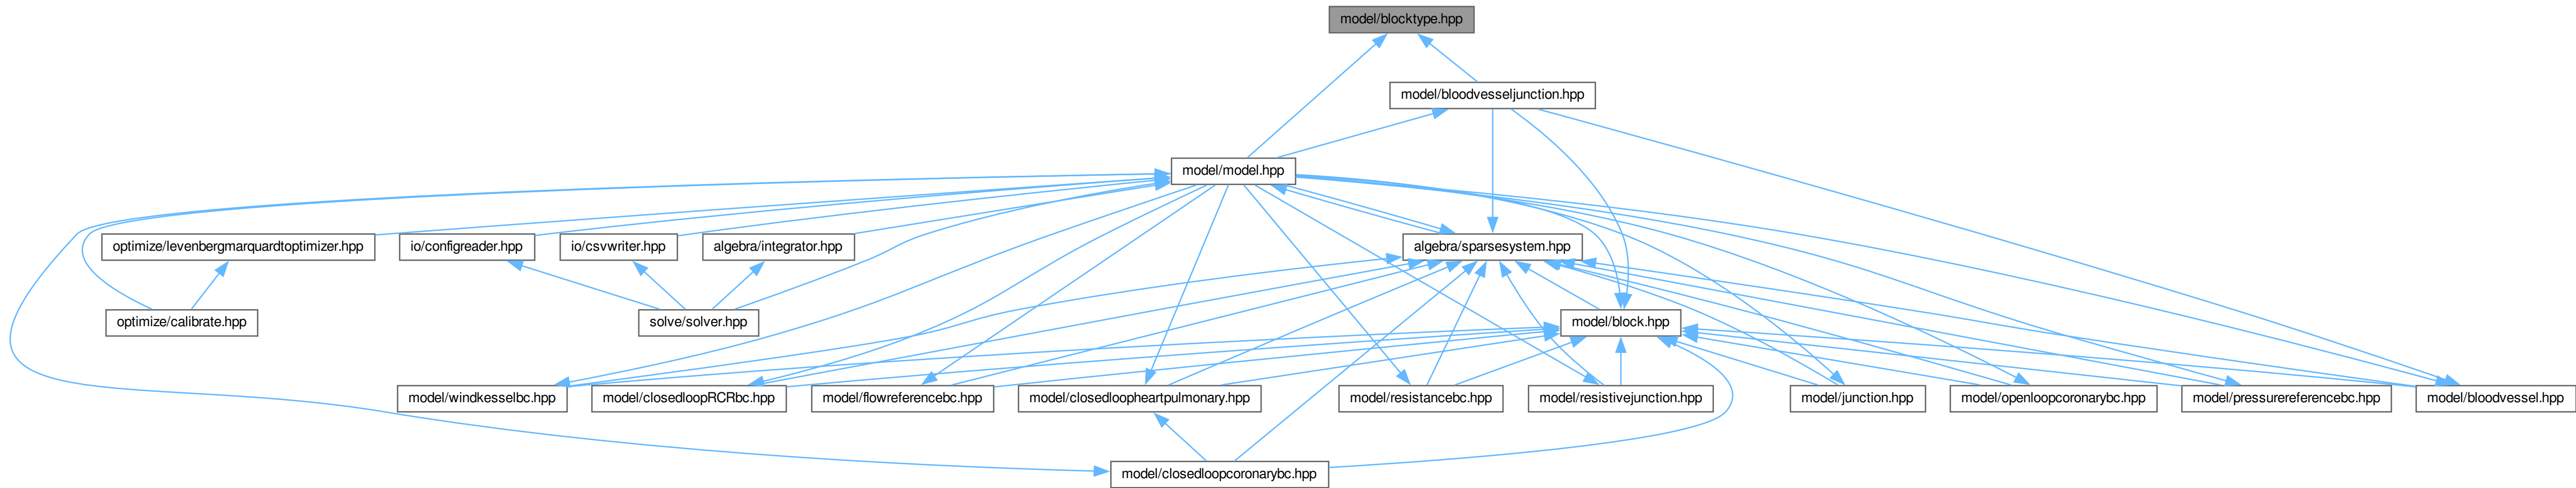 model/blocktype.hpp
model/bloodvesseljunction.hpp
model/model.hpp
optimize/levenbergmarquardtoptimizer.hpp
io/configreader.hpp
io/csvwriter.hpp
algebra/integrator.hpp
algebra/sparsesystem.hpp
optimize/calibrate.hpp
solve/solver.hpp
model/block.hpp
model/windkesselbc.hpp
model/closedloopRCRbc.hpp
model/flowreferencebc.hpp
model/closedloopheartpulmonary.hpp
model/resistancebc.hpp
model/resistivejunction.hpp
model/junction.hpp
model/openloopcoronarybc.hpp
model/pressurereferencebc.hpp
model/bloodvessel.hpp
model/closedloopcoronarybc.hpp